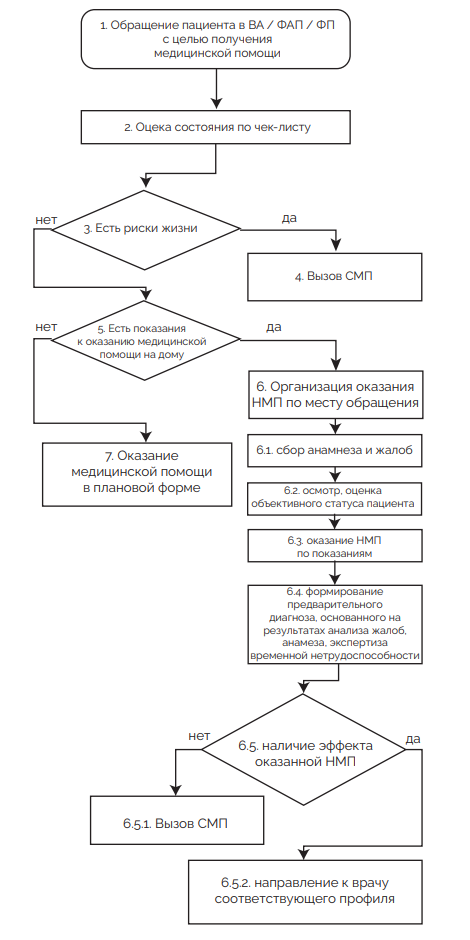 1. Обращение пациента в ВА / ФАП / ФП
с целью получения
медицинской помощи
2. Оцека состояния по чек-листу
нет
3. Есть риски жизни
да
4. Вызов СМП
нет
5. Есть показания
к оказанию медицинской
помощи на дому
да
6. Организация оказания
НМП по месту обращения
6.1. сбор анамнеза и жалоб
7. Оказание
медицинской помощи
в плановой форме
6.2. осмотр, оценка
объективного статуса пациента
6.3. оказание НМП
по показаниям
6.4. формирование
предварительного
диагноза, основанного на
результатах анализа жалоб,
анамеза, экспертиза
временной нетрудоспособности
нет
6.5. наличие эффекта
оказанной НМП
да
6.5.1. Вызов СМП
6.5.2. направление к врачу
соответствующего профиля